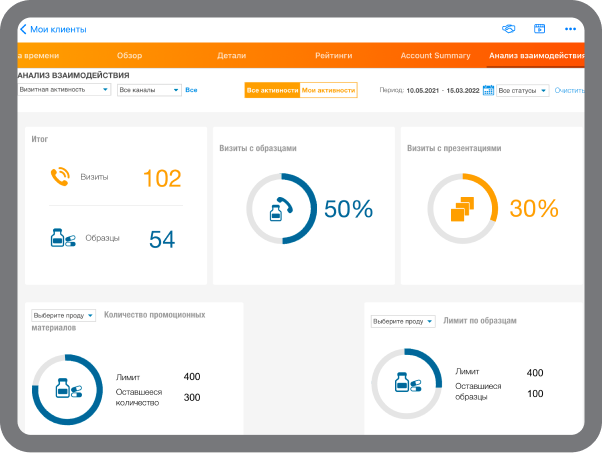 Мои клиенты
а времени Обзор Детали Рейтинги Account Summary Анализ взаимодействия
АНАЛИЗ ВЗАИМОДЕЙСТВИЯ
Визитная активность Все каналы Все Все активности Мои активности Период: 10.05.2021 - 15.03.2022 Все статусы Очистить
Итог
Визиты 102
Образцы 54
Визиты с образцами
50%
Визиты с презентациями
30%
Выберите проду Количество промоционных
материалов
Лимит 400
Оставшееся
количество 300
Выберите проду Лимит по образцам
Лимит 400
Оставшиеся
образцы 100